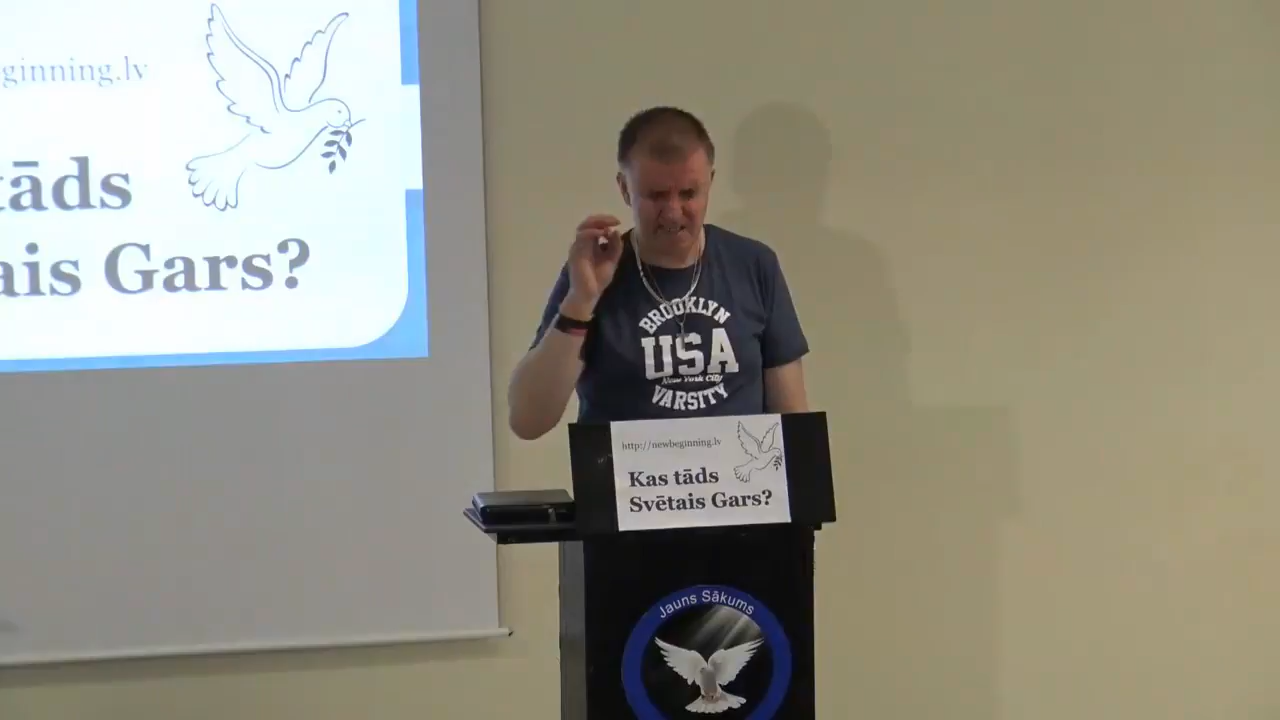 ginning.lv
tāds
ais Gars?
BROOKLYN
USA
New York City
VARSITY
http://newbeginning.lv
Kas tāds
Svētais Gars?
Jauns Sākums